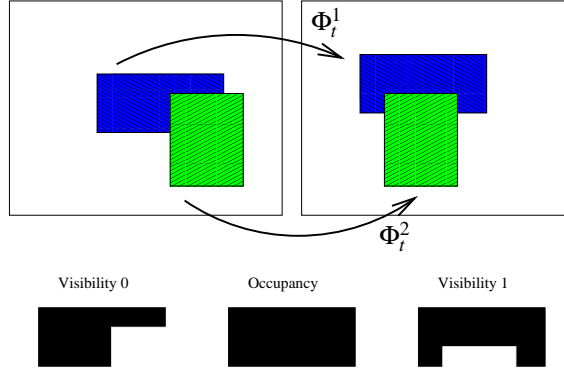 Φ_t^1
Φ_t^2
Visibility 0
Occupancy
Visibility 1